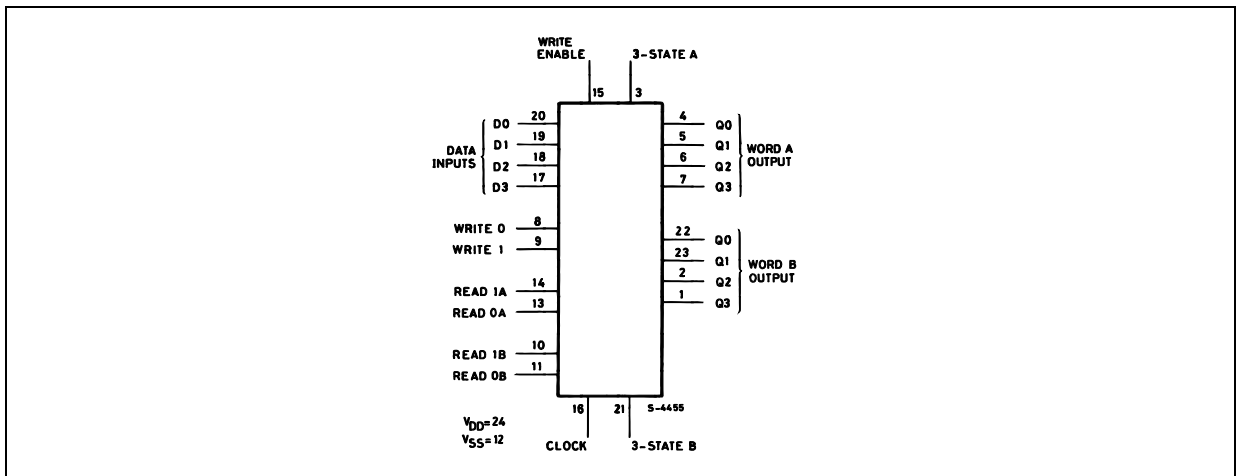 WRITE
ENABLE
3-STATE A
15
3
20
D0
19
D1
18
D2
17
D3
DATA
INPUTS
4
Q0
5
Q1
6
Q2
7
Q3
WORD A
OUTPUT
8
WRITE 0
9
WRITE 1
22
Q0
23
Q1
2
Q2
1
Q3
WORD B
OUTPUT
14
READ 1A
13
READ 0A
10
READ 1B
11
READ 0B
16
21
S-4455
VDD=24
VSS=12
CLOCK
3-STATE B